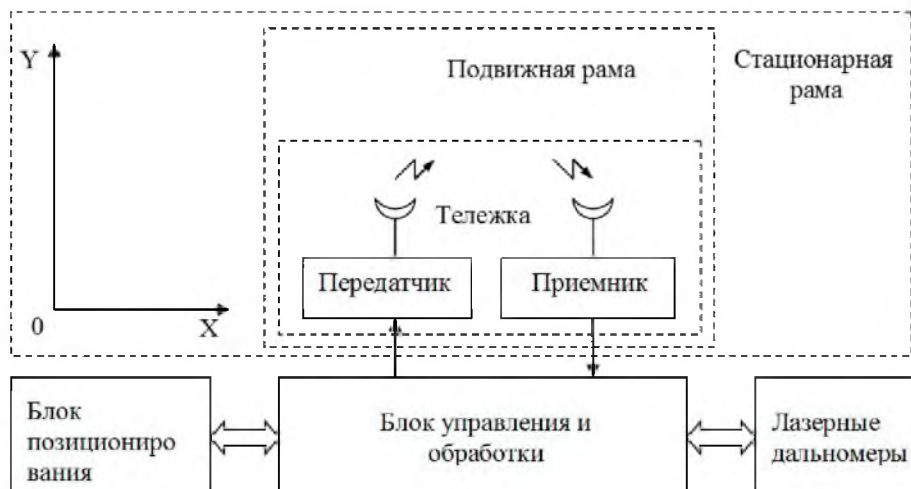 Y
Подвижная рама
Стационарная
рама
Тележка
Передатчик
Приемник
0
X
Блок
позициониро
вания
Блок управления и
обработки
Лазерные
дальномеры